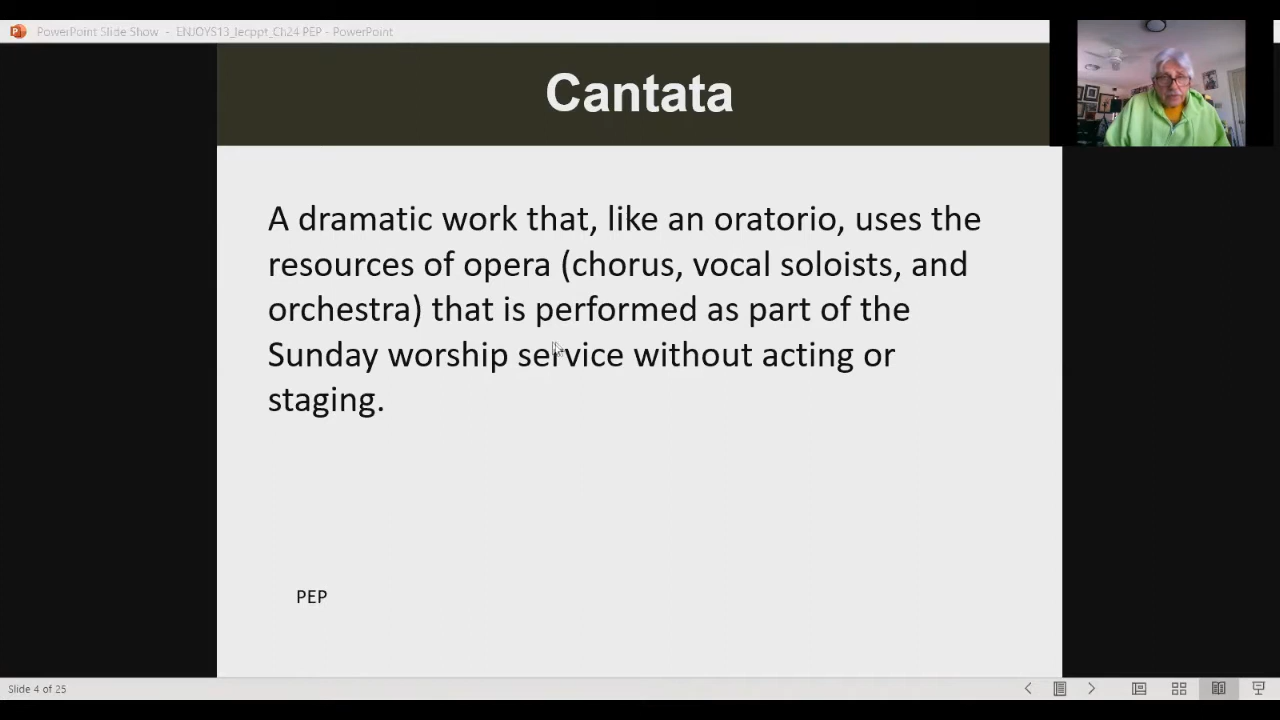 PowerPoint Slide Show - ENJOYS13_lecppt_Ch24 PEP - PowerPoint
Cantata
A dramatic work that, like an oratorio, uses the
resources of opera (chorus, vocal soloists, and
orchestra) that is performed as part of the
Sunday worship service without acting or
staging.
PEP
Slide 4 of 25